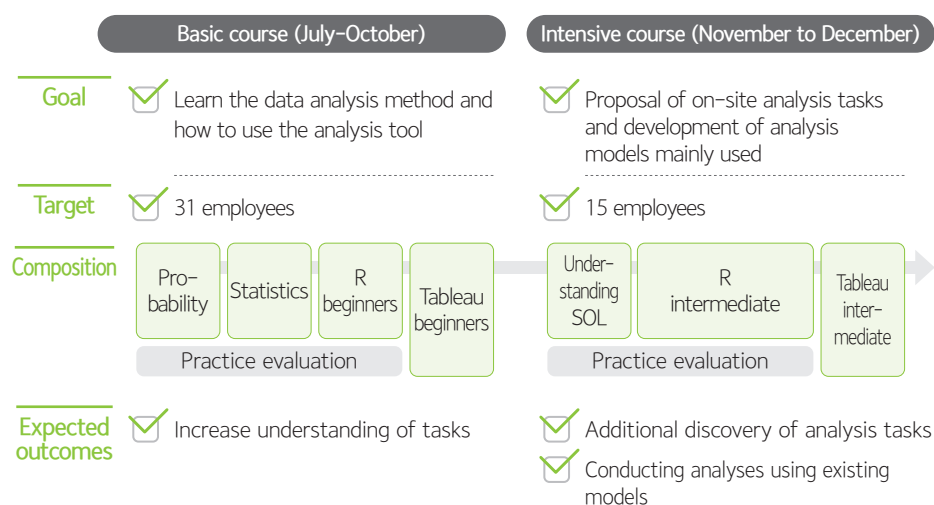 Basic course (July-October)
Intensive course (November to December)
Goal
Learn the data analysis method and
how to use the analysis tool
Proposal of on-site analysis tasks
and development of analysis
models mainly used
Target
31 employees
15 employees
Composition
Pro-
bability
Statistics
R
beginners
Tableau
beginners
Practice evaluation
Under-
standing
SOL
R
intermediate
Tableau
inter-
mediate
Practice evaluation
Expected
outcomes
Increase understanding of tasks
Additional discovery of analysis tasks
Conducting analyses using existing
models